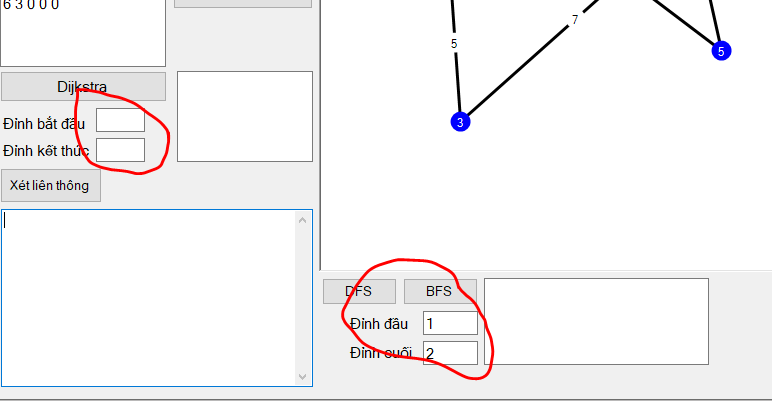 6 3 0 0 0
5
7
5
3
Dijkstra
Đỉnh bắt đầu
Đỉnh kết thúc
Xét liên thông
DFS
BFS
Đỉnh đầu 1
Đỉnh cuối 2